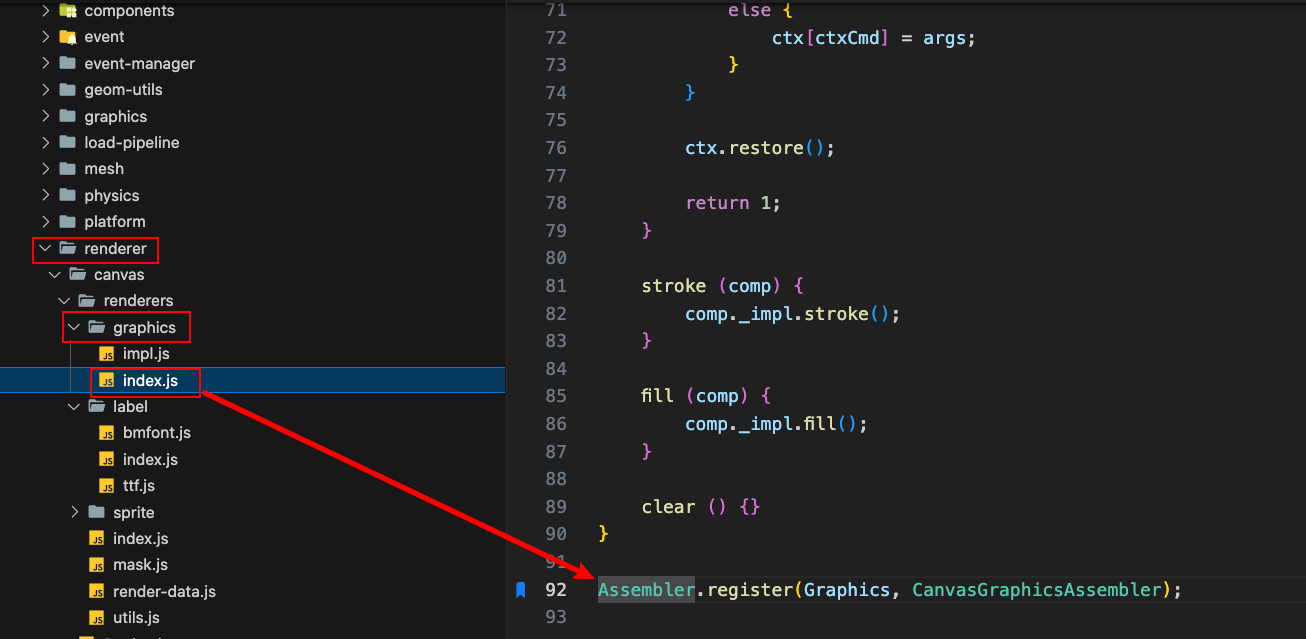 components
event
event-manager
geom-utils
graphics
load-pipeline
mesh
physics
platform
renderer
canvas
renderers
graphics
JS impl.js
JS index.js
label
JS bmfont.js
JS index.js
JS ttf.js
sprite
JS index.js
JS mask.js
JS render-data.js
JS utils.js
71 else {
72 ctx[ctxCmd] = args;
73 }
74 }
75
76 ctx.restore();
77
78 return 1;
79 }
80
81 stroke (comp) {
82 comp._impl.stroke();
83 }
84
85 fill (comp) {
86 comp._impl.fill();
87 }
88
89 clear () {}
90 }
91
92 Assembler.register(Graphics, CanvasGraphicsAssembler);
93